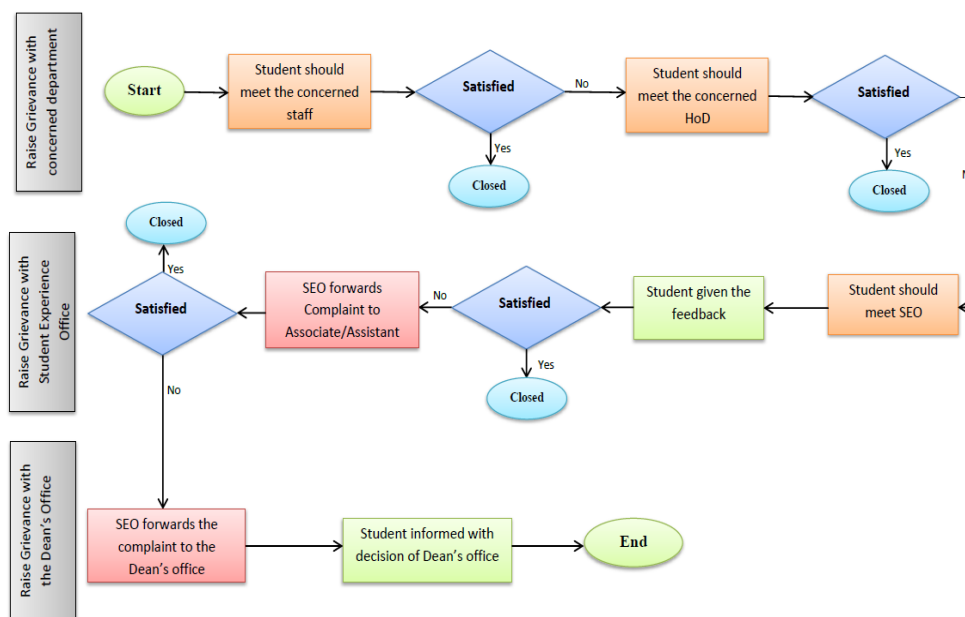 Raise Grievance with
concerned department
Start
Student should
meet the concerned
staff
Satisfied
No
Yes
Closed
Student should
meet the concerned
HoD
Satisfied
Yes
Closed
Raise Grievance with
Student Experience
Office
Student should
meet SEO
Student given the
feedback
Satisfied
No
Yes
Closed
SEO forwards
Complaint to
Associate/Assistant
Satisfied
Yes
Closed
No
Raise Grievance with
the Dean's Office
SEO forwards the
complaint to the
Dean's office
Student informed with
decision of Dean's office
End